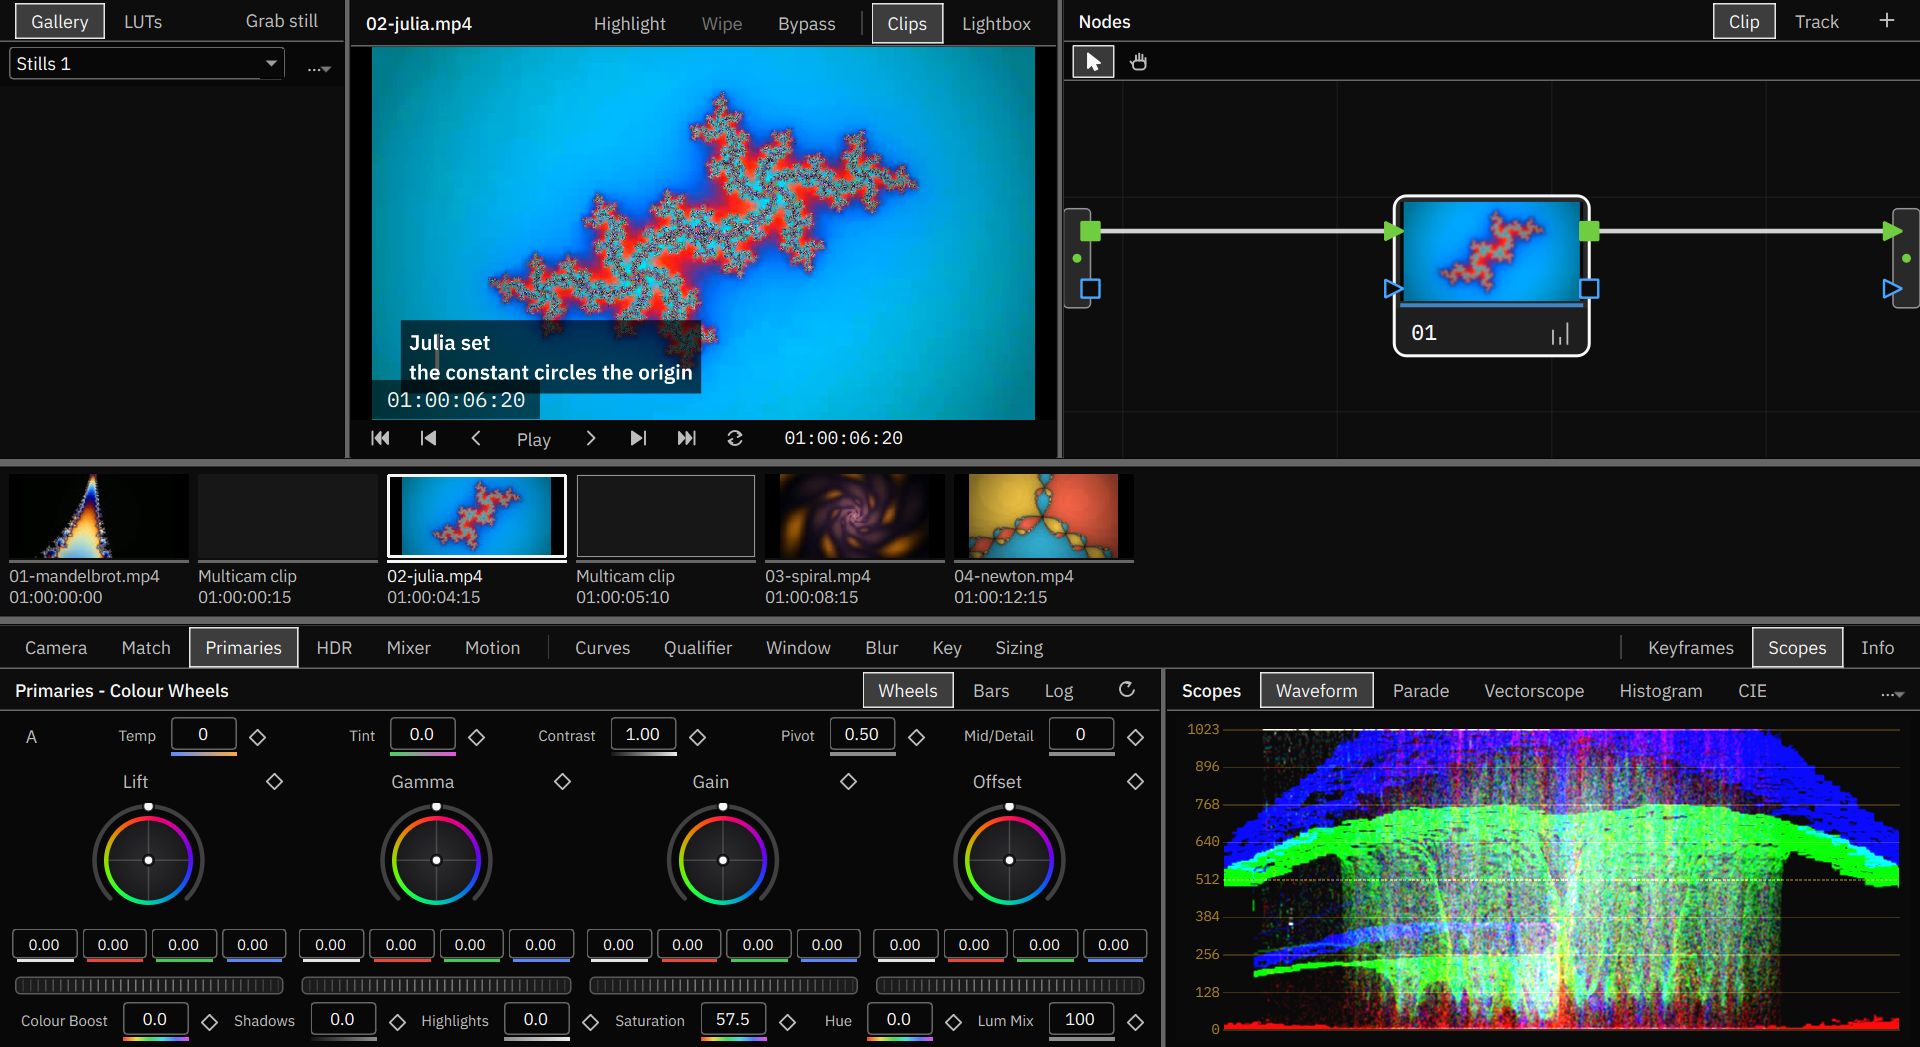 Gallery LUTs Grab still
02-julia.mp4 Highlight Wipe Bypass Clips Lightbox
Nodes Clip Track
Stills 1
Julia set
the constant circles the origin
01:00:06:20
Play 01:00:06:20
01
01-mandelbrot.mp4 Multicam clip 02-julia.mp4 Multicam clip 03-spiral.mp4 04-newton.mp4
01:00:00:00 01:00:00:15 01:00:04:15 01:00:05:10 01:00:08:15 01:00:12:15
Camera Match Primaries HDR Mixer Motion Curves Qualifier Window Blur Key Sizing Keyframes Scopes Info
Primaries - Colour Wheels Wheels Bars Log
Scopes Waveform Parade Vectorscope Histogram CIE
A Temp 0 Tint 0.0 Contrast 1.00 Pivot 0.50 Mid/Detail 0
Lift Gamma Gain Offset
0.00 0.00 0.00 0.00 0.00 0.00 0.00 0.00 0.00 0.00 0.00 0.00 0.00 0.00 0.00 0.00
Colour Boost 0.0 Shadows 0.0 Highlights 0.0 Saturation 57.5 Hue 0.0 Lum Mix 100
1023
896
768
640
512
384
256
128
0